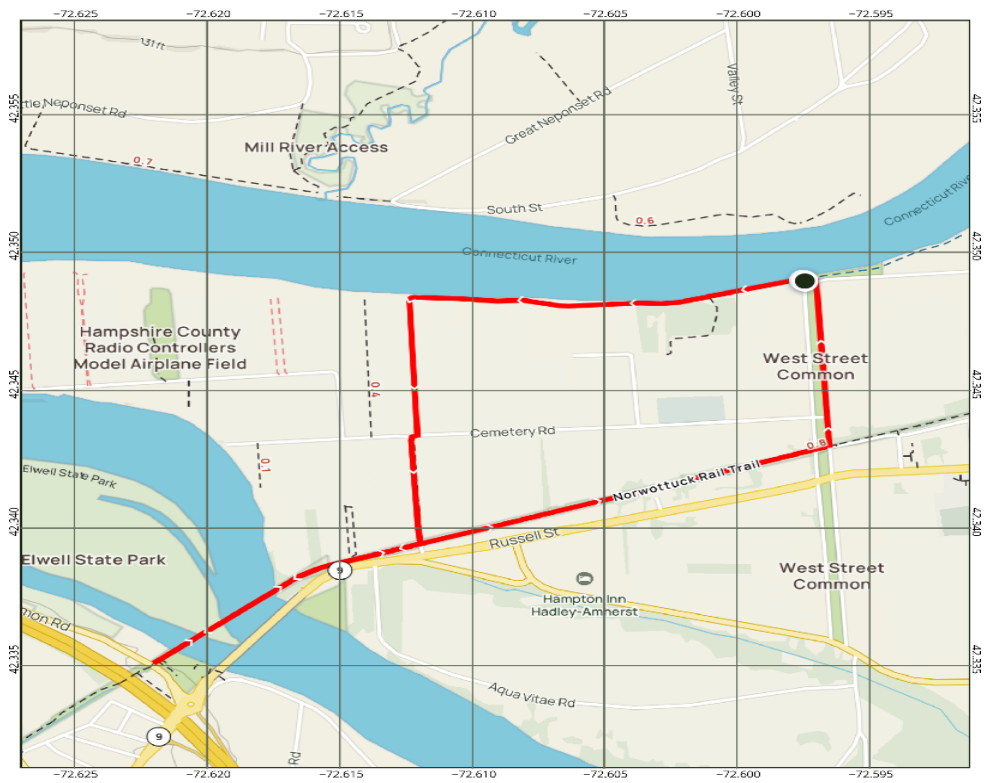 −72.625
−72.620
−72.615
−72.610
−72.605
−72.600
−72.595
131 ft
Valley St
tle Neponset Rd
Great Neponset Rd
42.355
42.355
Mill River Access
0.7
South St
0.6
Connecticut River
42.350
42.350
Connecticut River
Hampshire County
Radio Controllers
Model Airplane Field
West Street
Common
42.345
42.345
0.4
Cemetery Rd
0.8
0.1
Norwottuck Rail Trail
Elwell State Park
42.340
42.340
Russell St
Elwell State Park
9
West Street
Common
Hampton Inn
Hadley-Amherst
mon Rd
42.335
42.335
Aqua Vitae Rd
9
Rd
−72.625
−72.620
−72.615
−72.610
−72.605
−72.600
−72.595